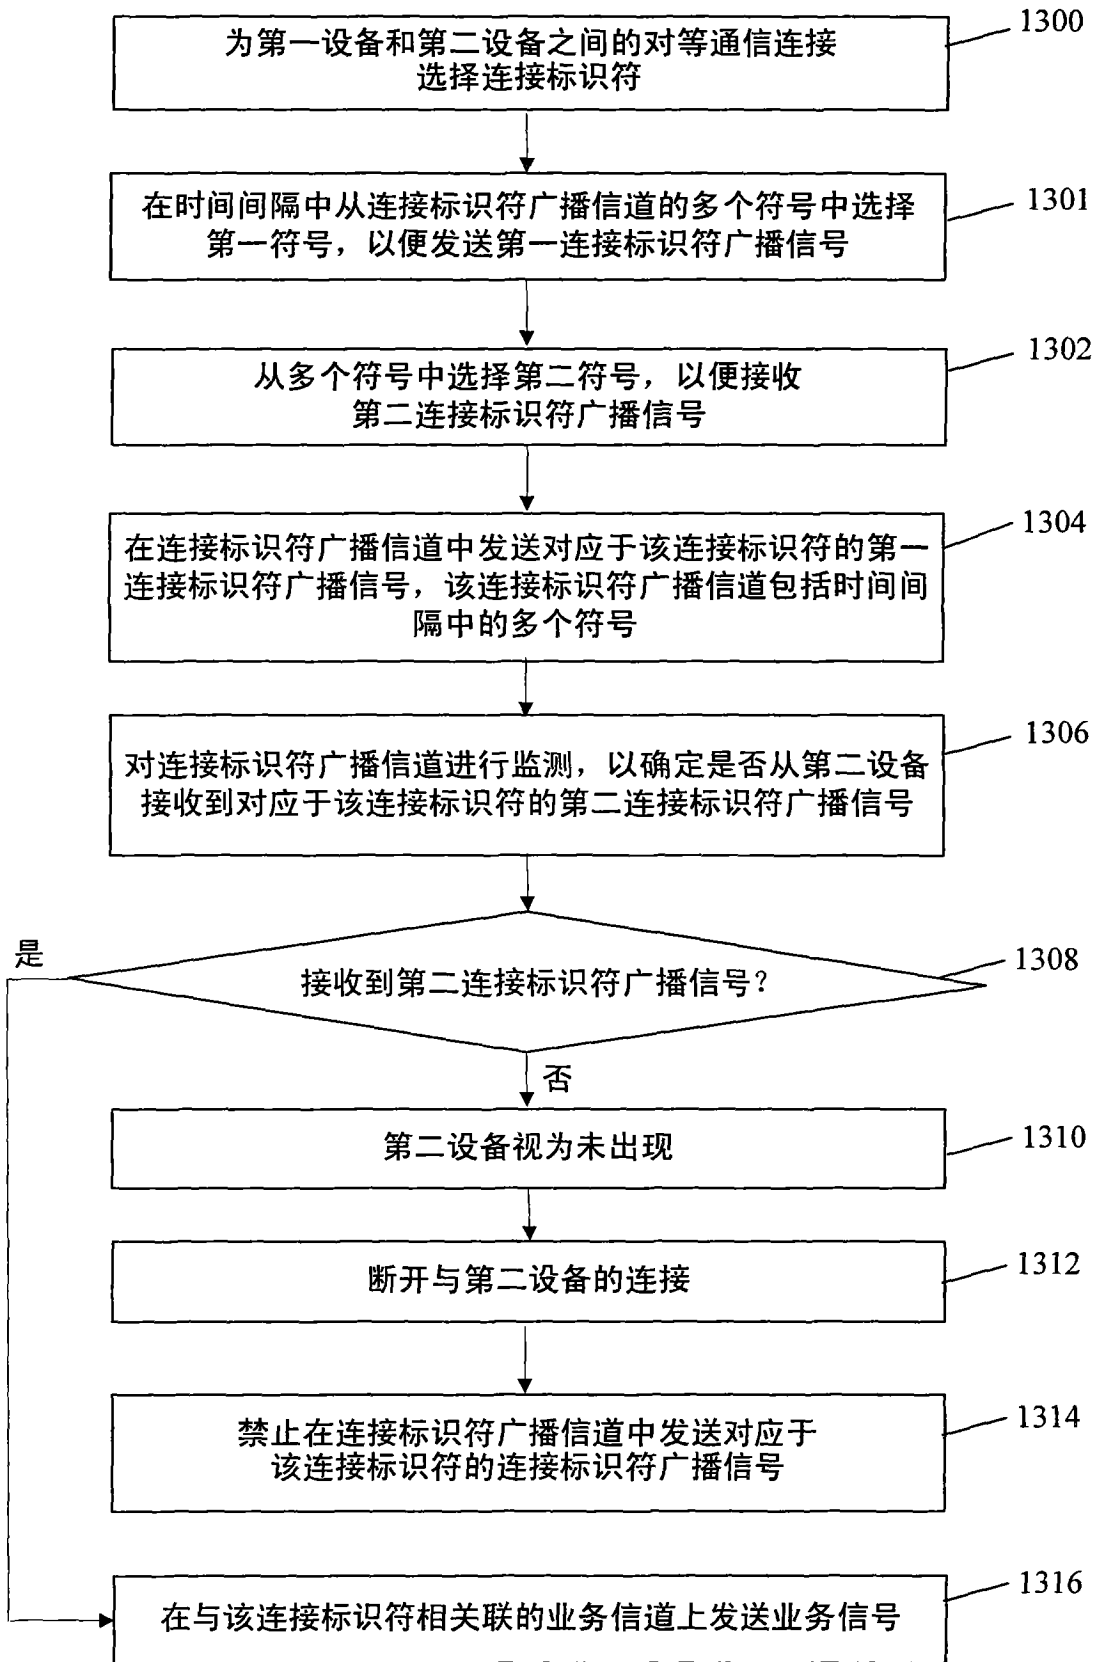 1300
为第一设备和第二设备之间的对等通信连接
选择连接标识符
1301
在时间间隔中从连接标识符广播信道的多个符号中选择
第一符号，以便发送第一连接标识符广播信号
1302
从多个符号中选择第二符号，以便接收
第二连接标识符广播信号
1304
在连接标识符广播信道中发送对应于该连接标识符的第一
连接标识符广播信号，该连接标识符广播信道包括时间间
隔中的多个符号
1306
对连接标识符广播信道进行监测，以确定是否从第二设备
接收到对应于该连接标识符的第二连接标识符广播信号
是
1308
接收到第二连接标识符广播信号？
否
1310
第二设备视为未出现
1312
断开与第二设备的连接
1314
禁止在连接标识符广播信道中发送对应于
该连接标识符的连接标识符广播信号
1316
在与该连接标识符相关联的业务信道上发送业务信号